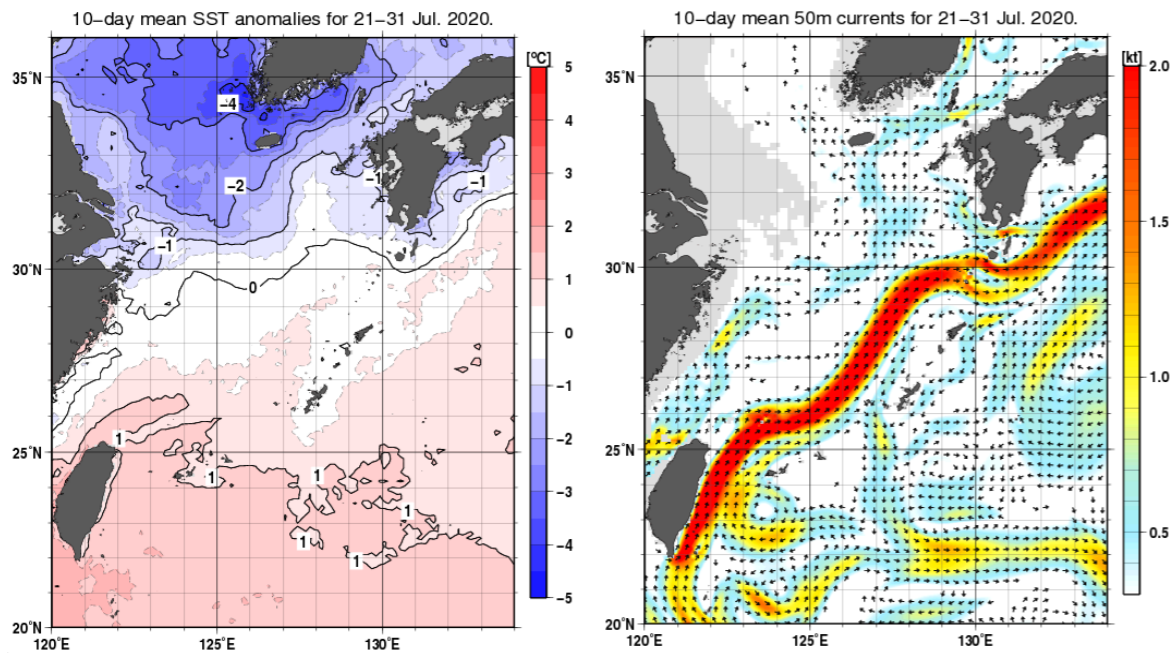 10-day mean SST anomalies for 21-31 Jul. 2020.
[°C]
5
4
3
2
1
0
-1
-2
-3
-4
-5
35°N
30°N
25°N
20°N
120°E
125°E
130°E
-4
-2
-1
-1
-1
0
1
1
1
1
1
1
10-day mean 50m currents for 21-31 Jul. 2020.
[kt]
2.0
1.5
1.0
0.5
35°N
30°N
25°N
20°N
120°E
125°E
130°E